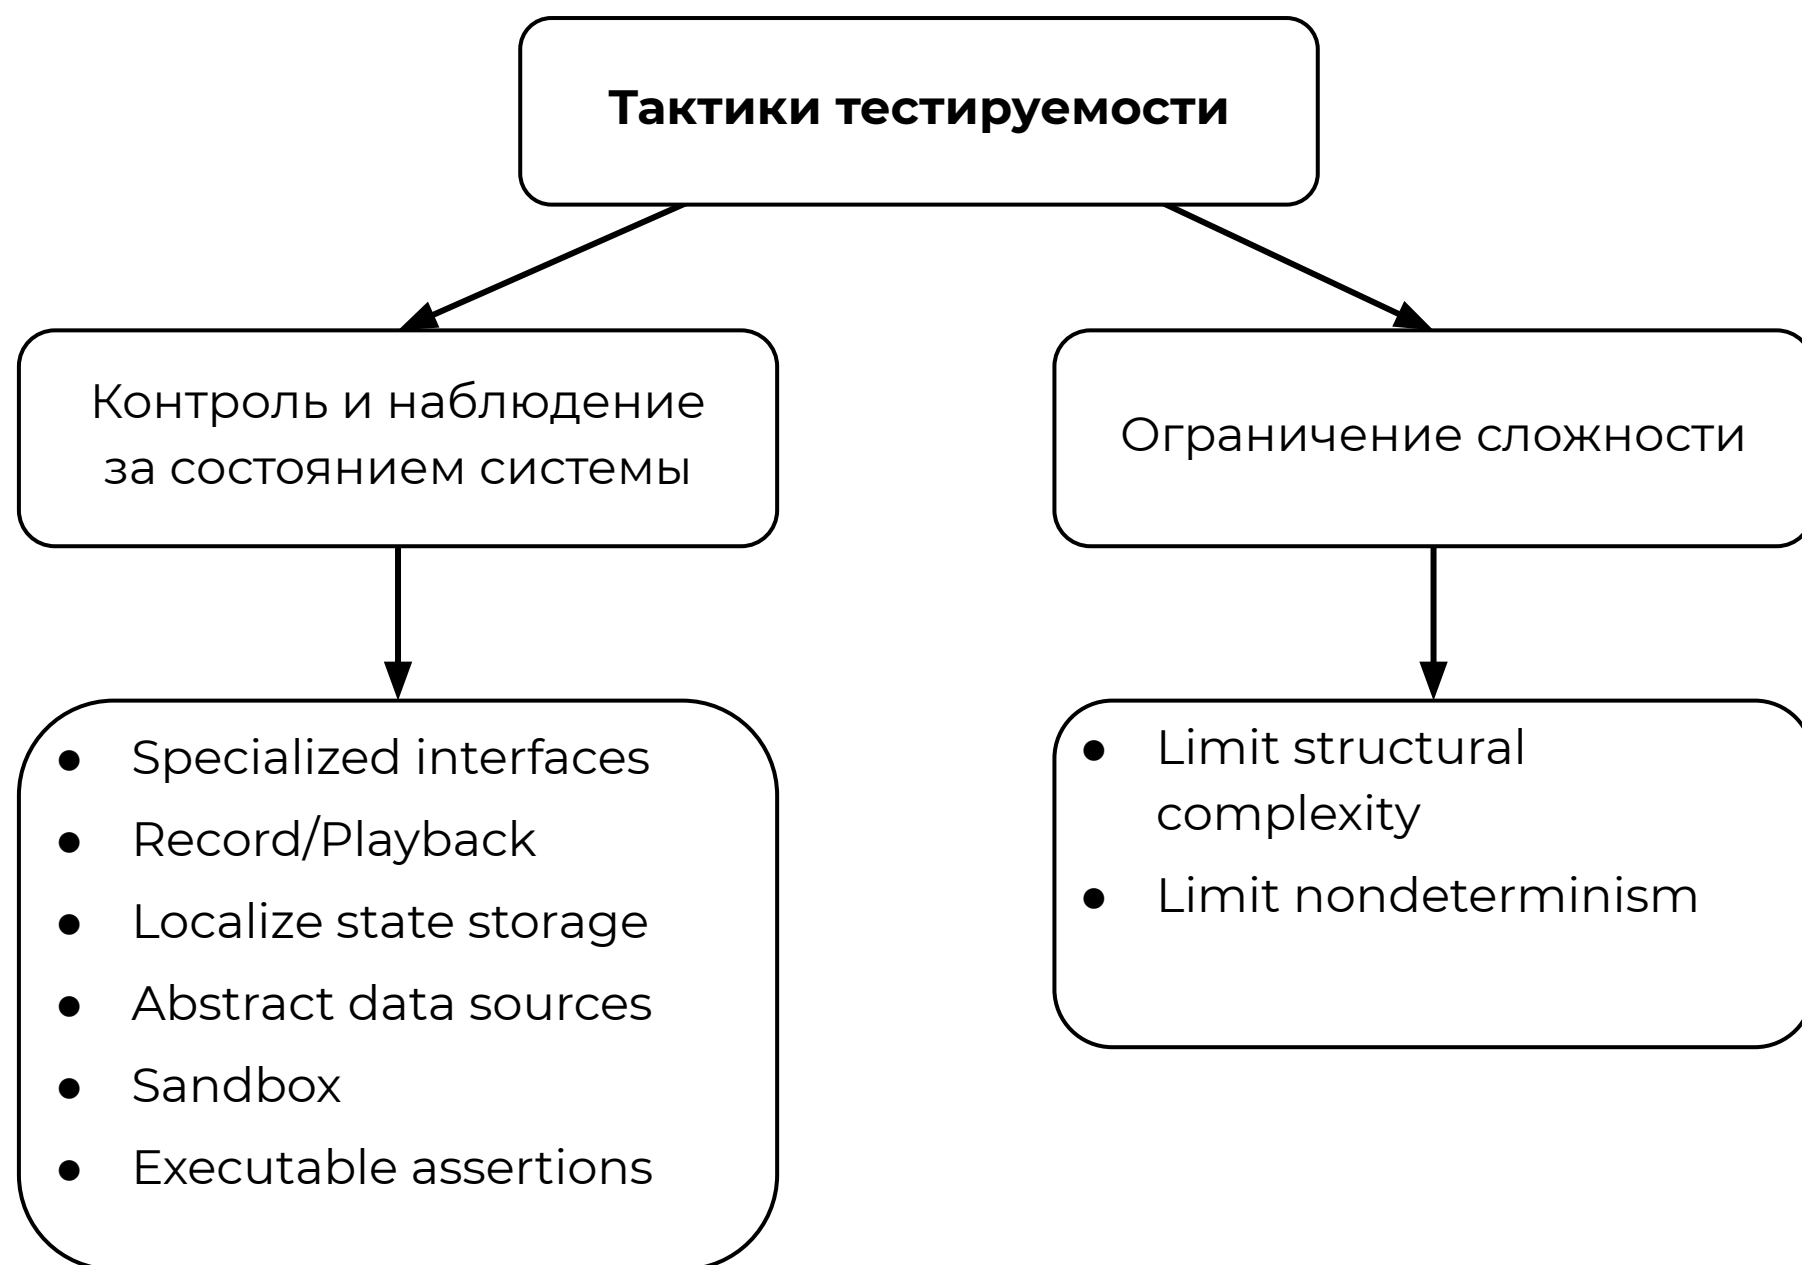 Тактики тестируемости
Контроль и наблюдение
за состоянием системы
Ограничение сложности
● Specialized interfaces
● Record/Playback
● Localize state storage
● Abstract data sources
● Sandbox
● Executable assertions
● Limit structural
complexity
● Limit nondeterminism